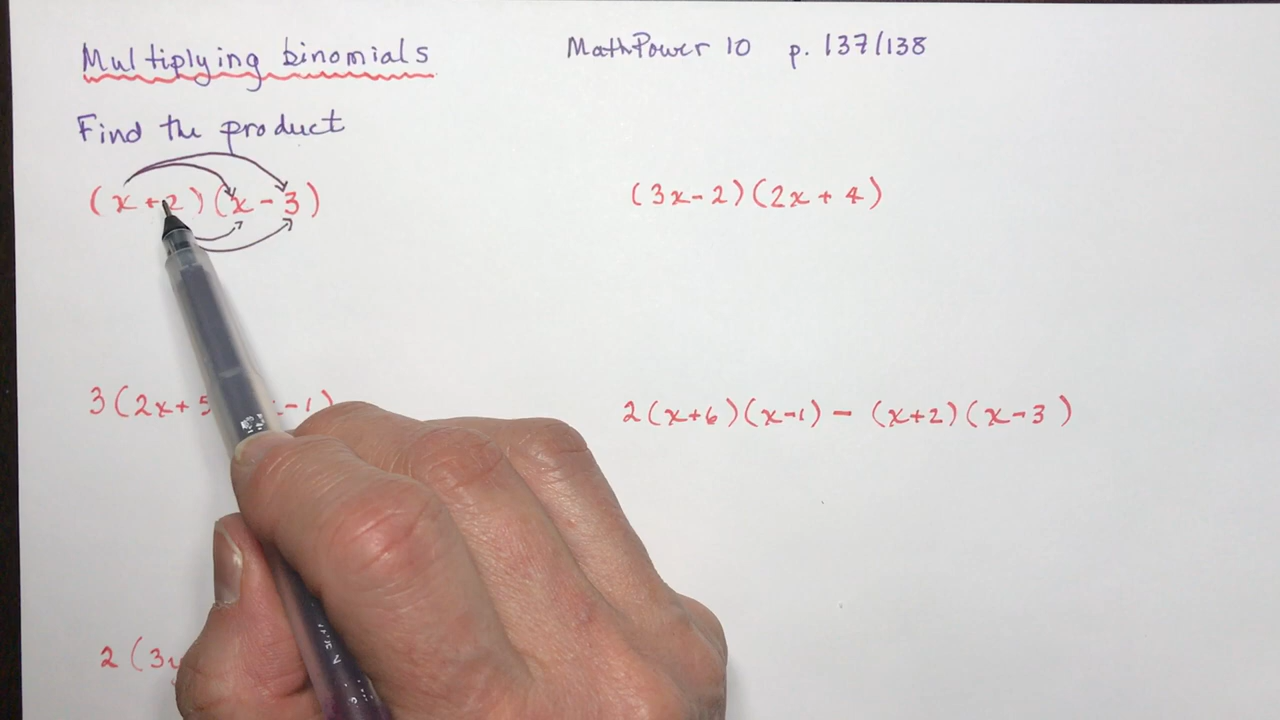 Multiplying binomials
MathPower 10 p. 137/138
Find the product
(x+2)(x-3)
(3x-2)(2x+4)
3(2x+5 -1)
2(x+6)(x-1) - (x+2)(x-3)
2(3